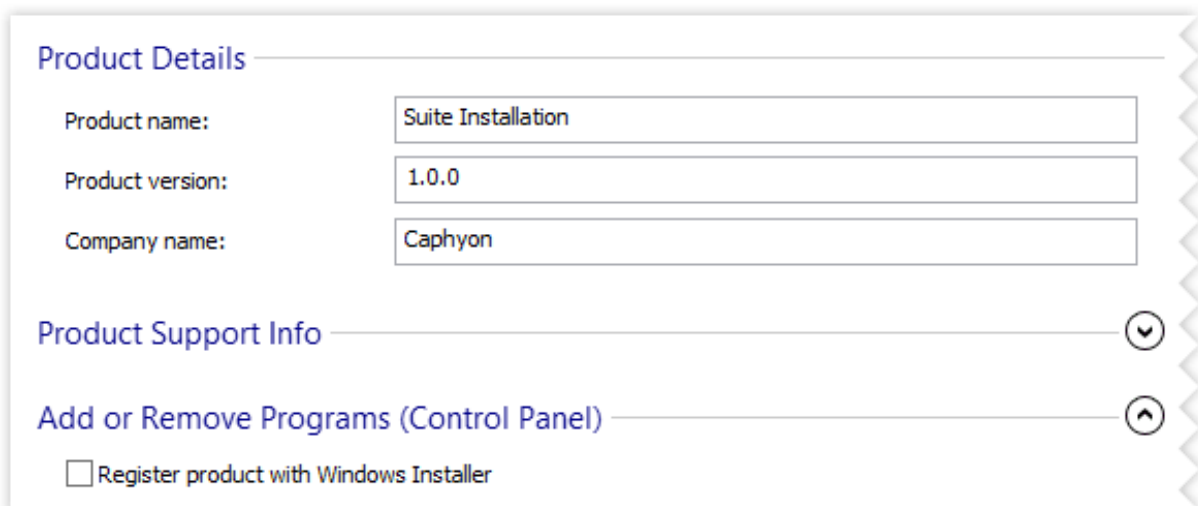 Product Details
Product name: Suite Installation
Product version: 1.0.0
Company name: Caphyon
Product Support Info
Add or Remove Programs (Control Panel)
Register product with Windows Installer